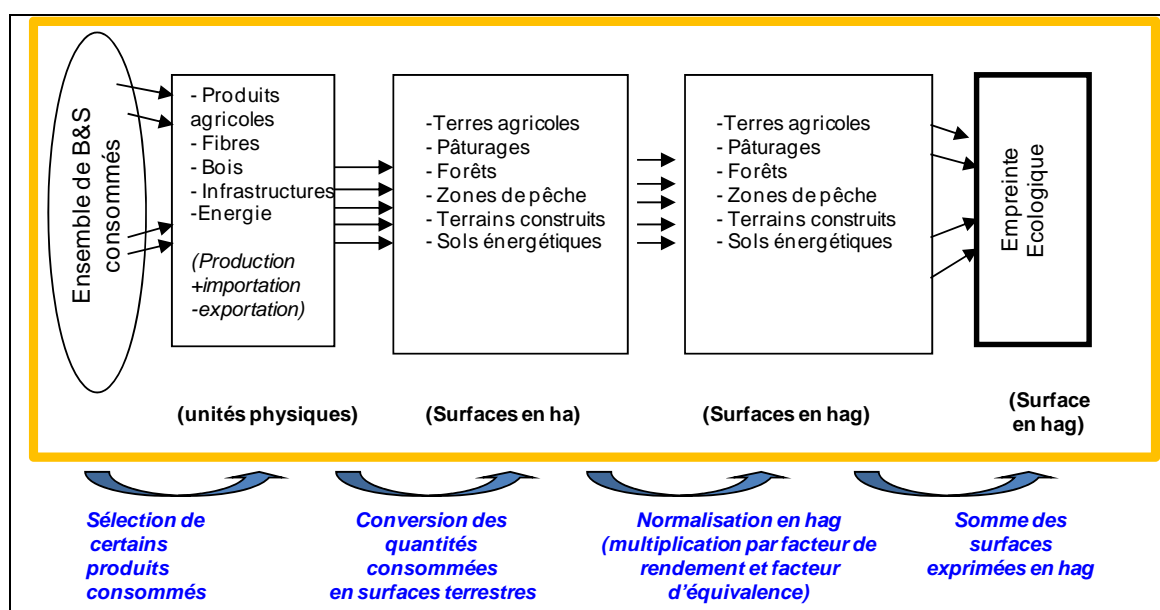 Ensemble de B&S
consommés
- Produits
agricoles
- Fibres
- Bois
- Infrastructures
-Energie
(Production
+importation
-exportation)
-Terres agricoles
- Pâturages
- Forêts
- Zones de pêche
- Terrains construits
- Sols énergétiques
-Terres agricoles
- Pâturages
- Forêts
- Zones de pêche
- Terrains construits
- Sols énergétiques
Empreinte
Ecologique
(unités physiques)
(Surfaces en ha)
(Surfaces en hag)
(Surface
en hag)
Sélection de
certains
produits
consommés
Conversion des
quantités
consommées
en surfaces terrestres
Normalisation en hag
(multiplication par facteur de
rendement et facteur
d'équivalence)
Somme des
surfaces
exprimées en hag